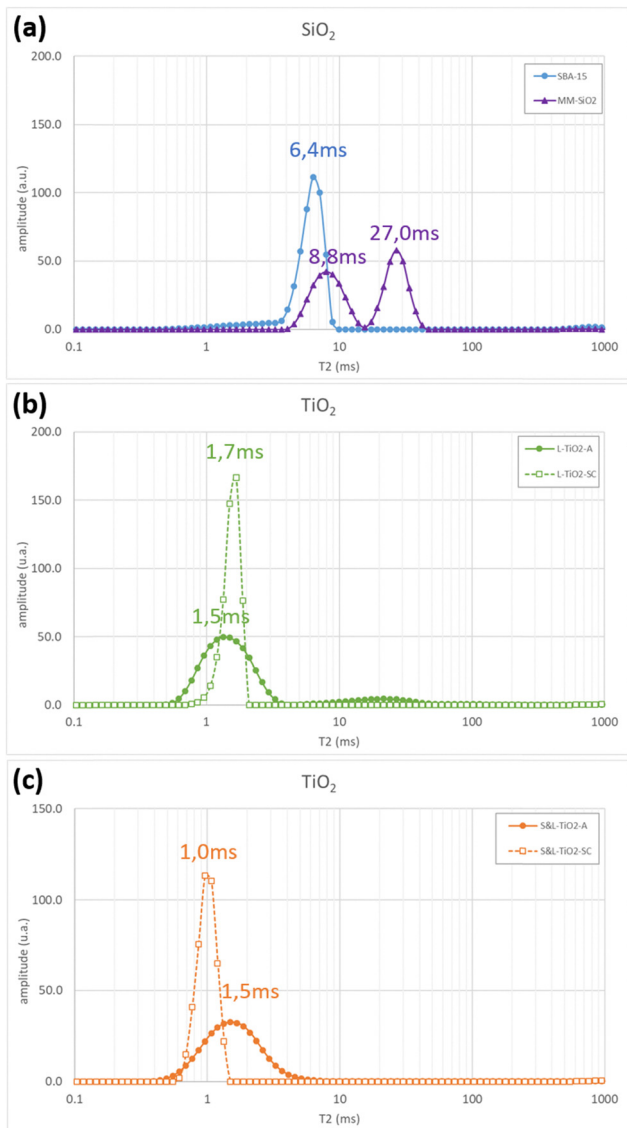 (a)
SiO₂
200.0
150.0
100.0
50.0
0.0
amplitude (a.u.)
SBA-15
MM-SiO2
6,4ms
8,8ms
27,0ms
0.1 1 10 100 1000
T2 (ms)
(b)
TiO₂
200.0
150.0
100.0
50.0
0.0
amplitude (u.a.)
L-TiO2-A
L-TiO2-SC
1,7ms
1,5ms
0.1 1 10 100 1000
T2 (ms)
(c)
TiO₂
150.0
100.0
50.0
0.0
amplitude (u.a.)
S&L-TiO2-A
S&L-TiO2-SC
1,0ms
1,5ms
0.1 1 10 100 1000
T2 (ms)